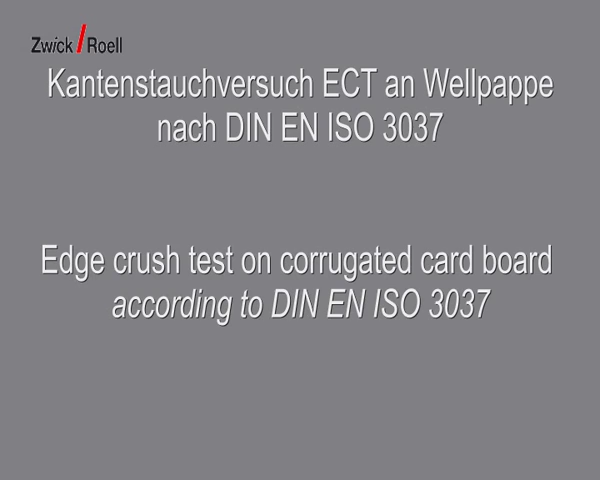 Zwick / Roell
Kantenstauchversuch ECT an Wellpappe
nach DIN EN ISO 3037
Edge crush test on corrugated card board
according to DIN EN ISO 3037